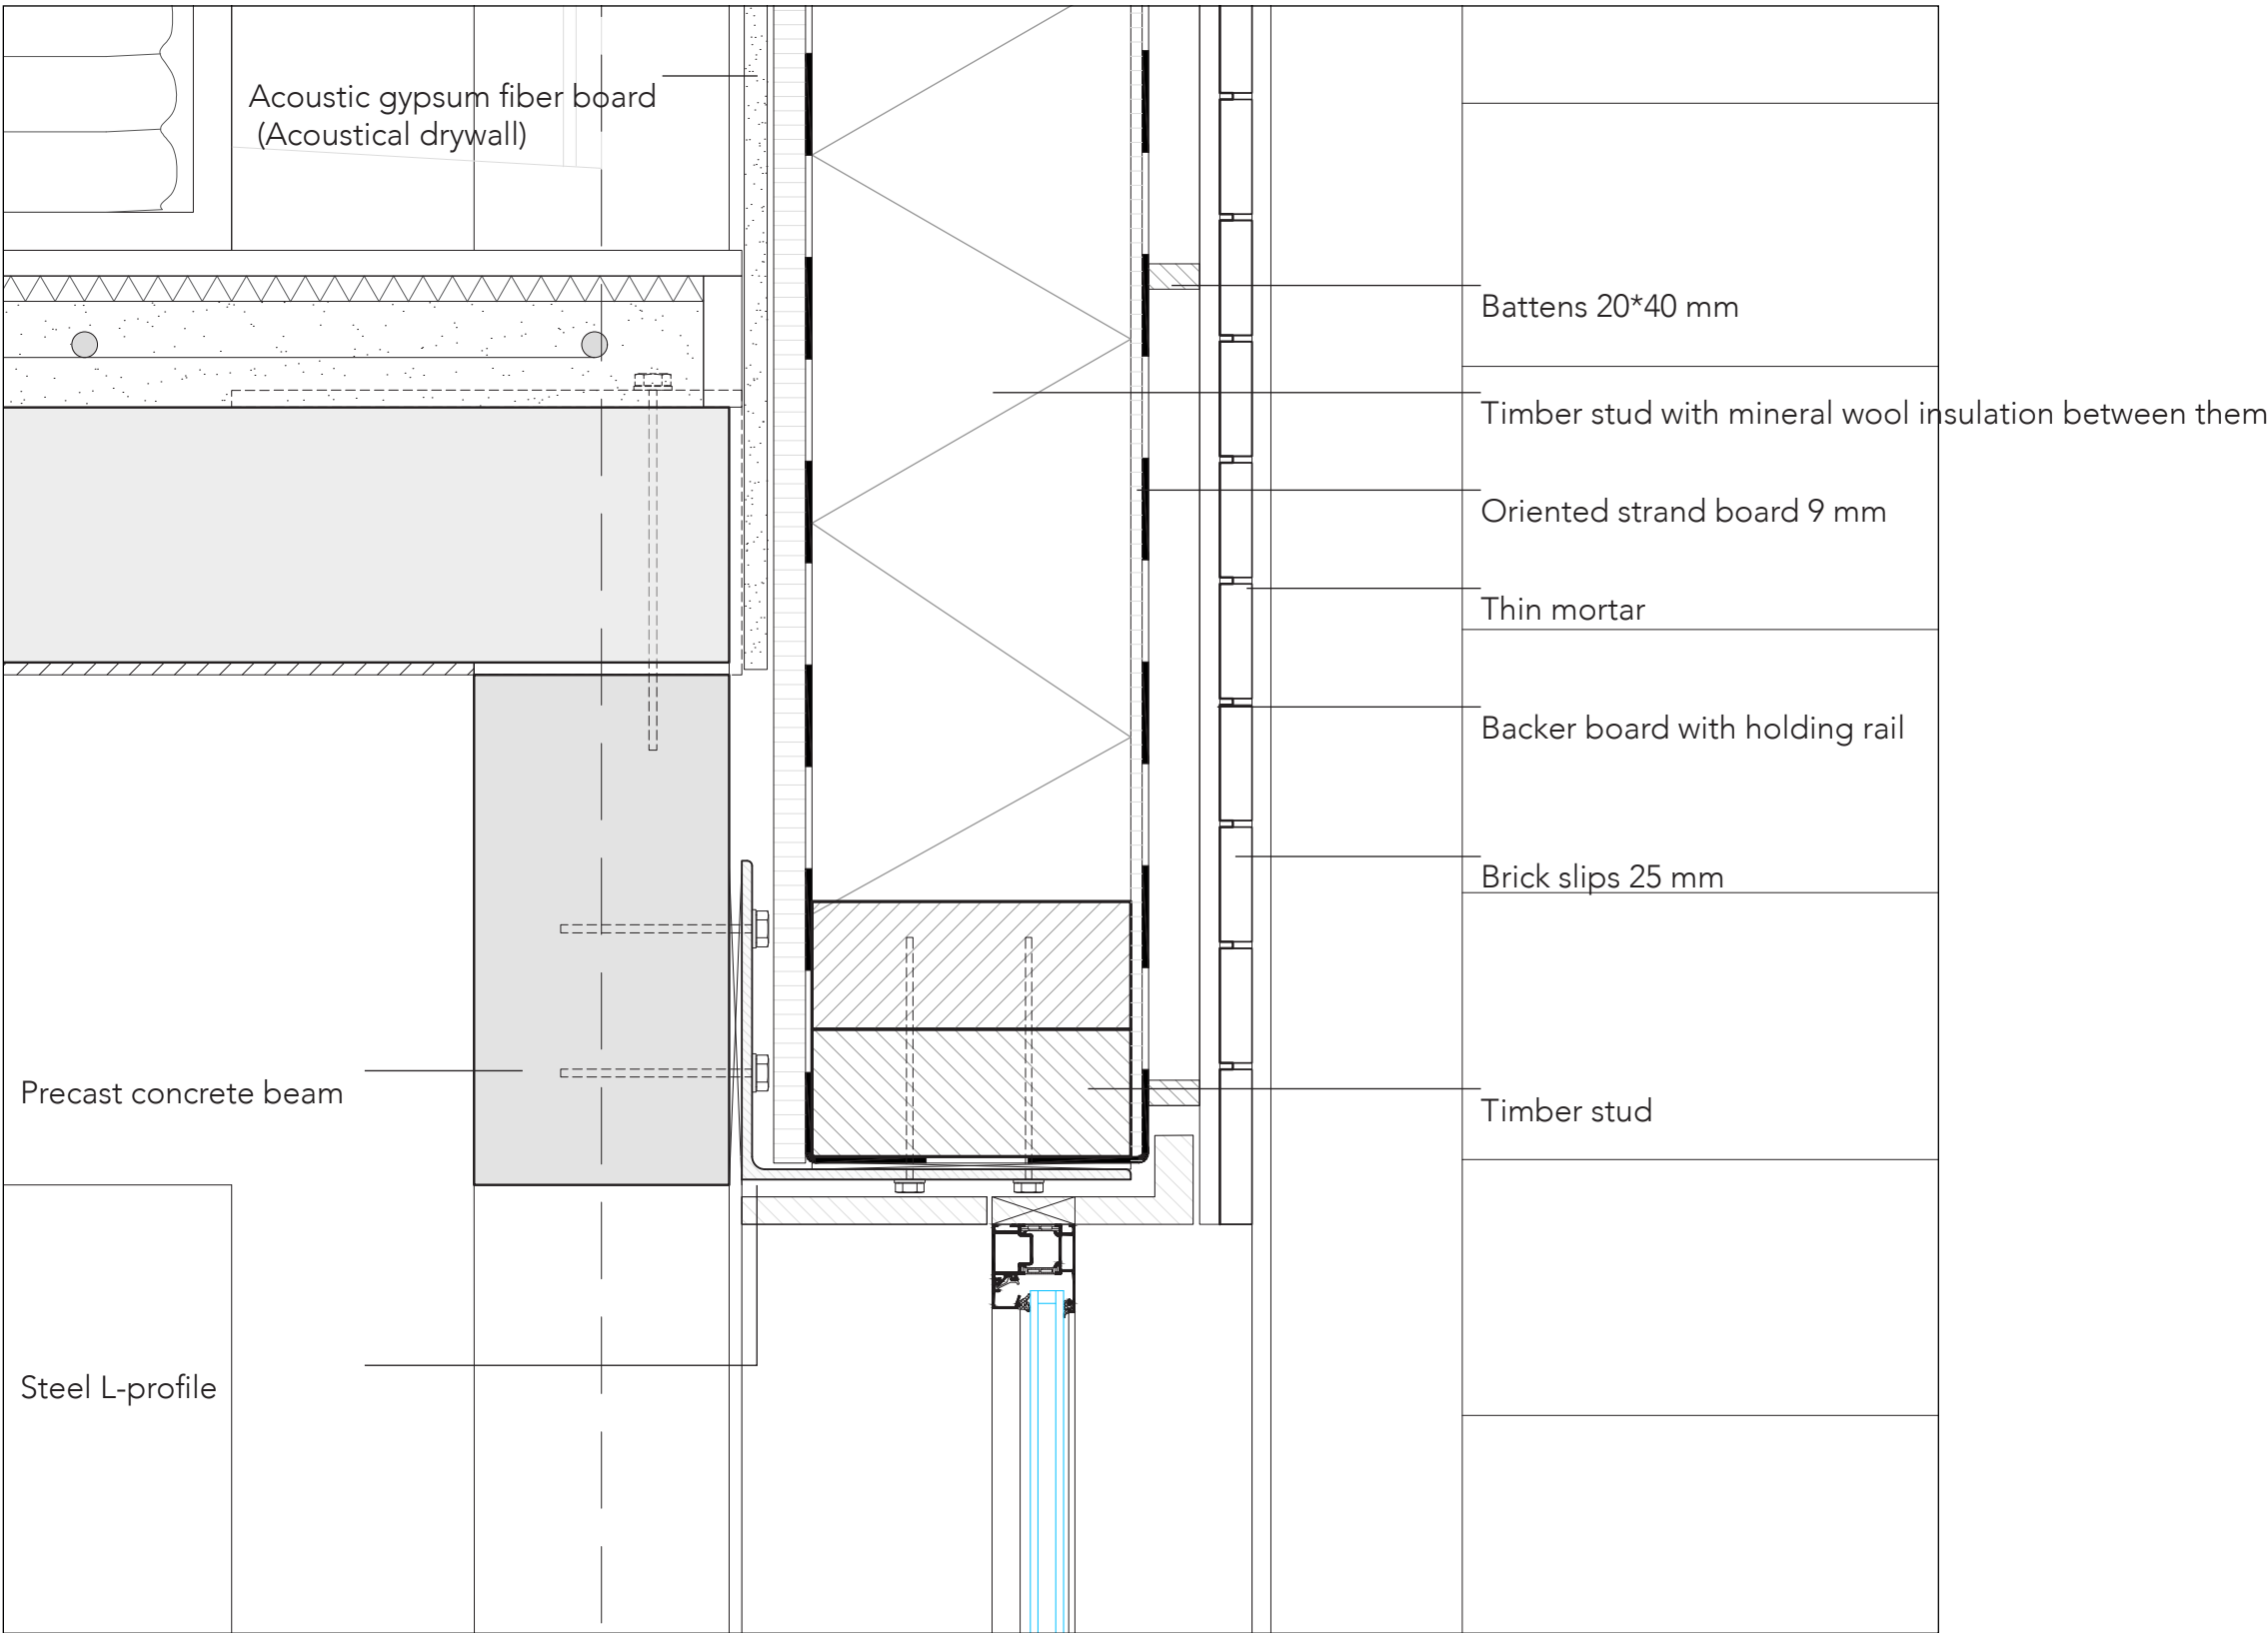 Acoustic gypsum fiber board
(Acoustical drywall)
Battens 20*40 mm
Timber stud with mineral wool insulation between them
Oriented strand board 9 mm
Thin mortar
Backer board with holding rail
Brick slips 25 mm
Precast concrete beam
Timber stud
Steel L-profile